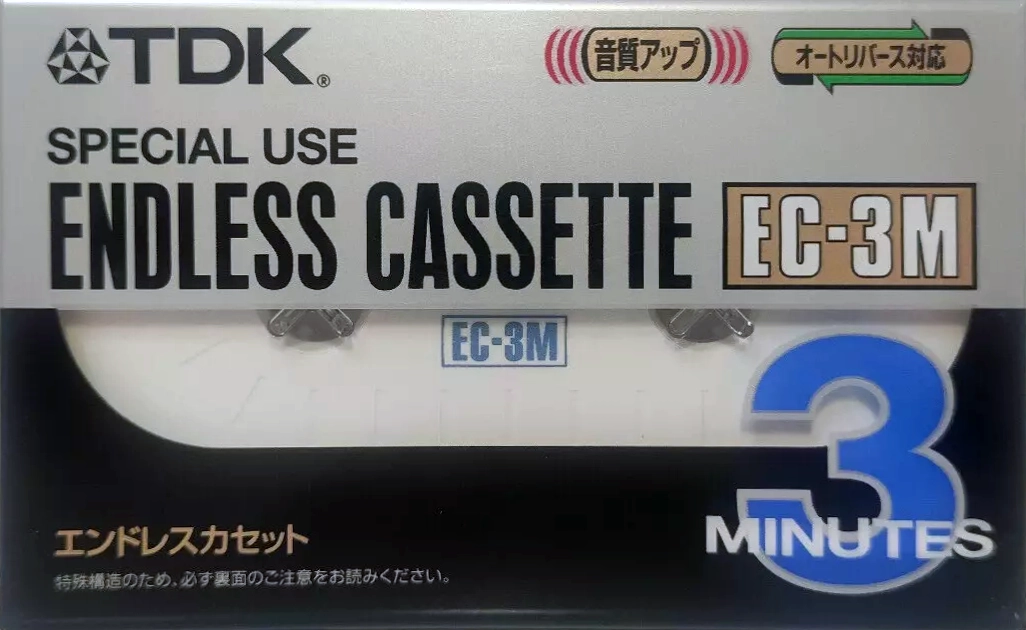 TDK®
音質アップ
オートリバース対応
SPECIAL USE
ENDLESS CASSETTE EC-3M
EC-3M
3
MINUTES
エンドレスカセット
特殊構造のため、必ず裏面のご注意をお読みください。